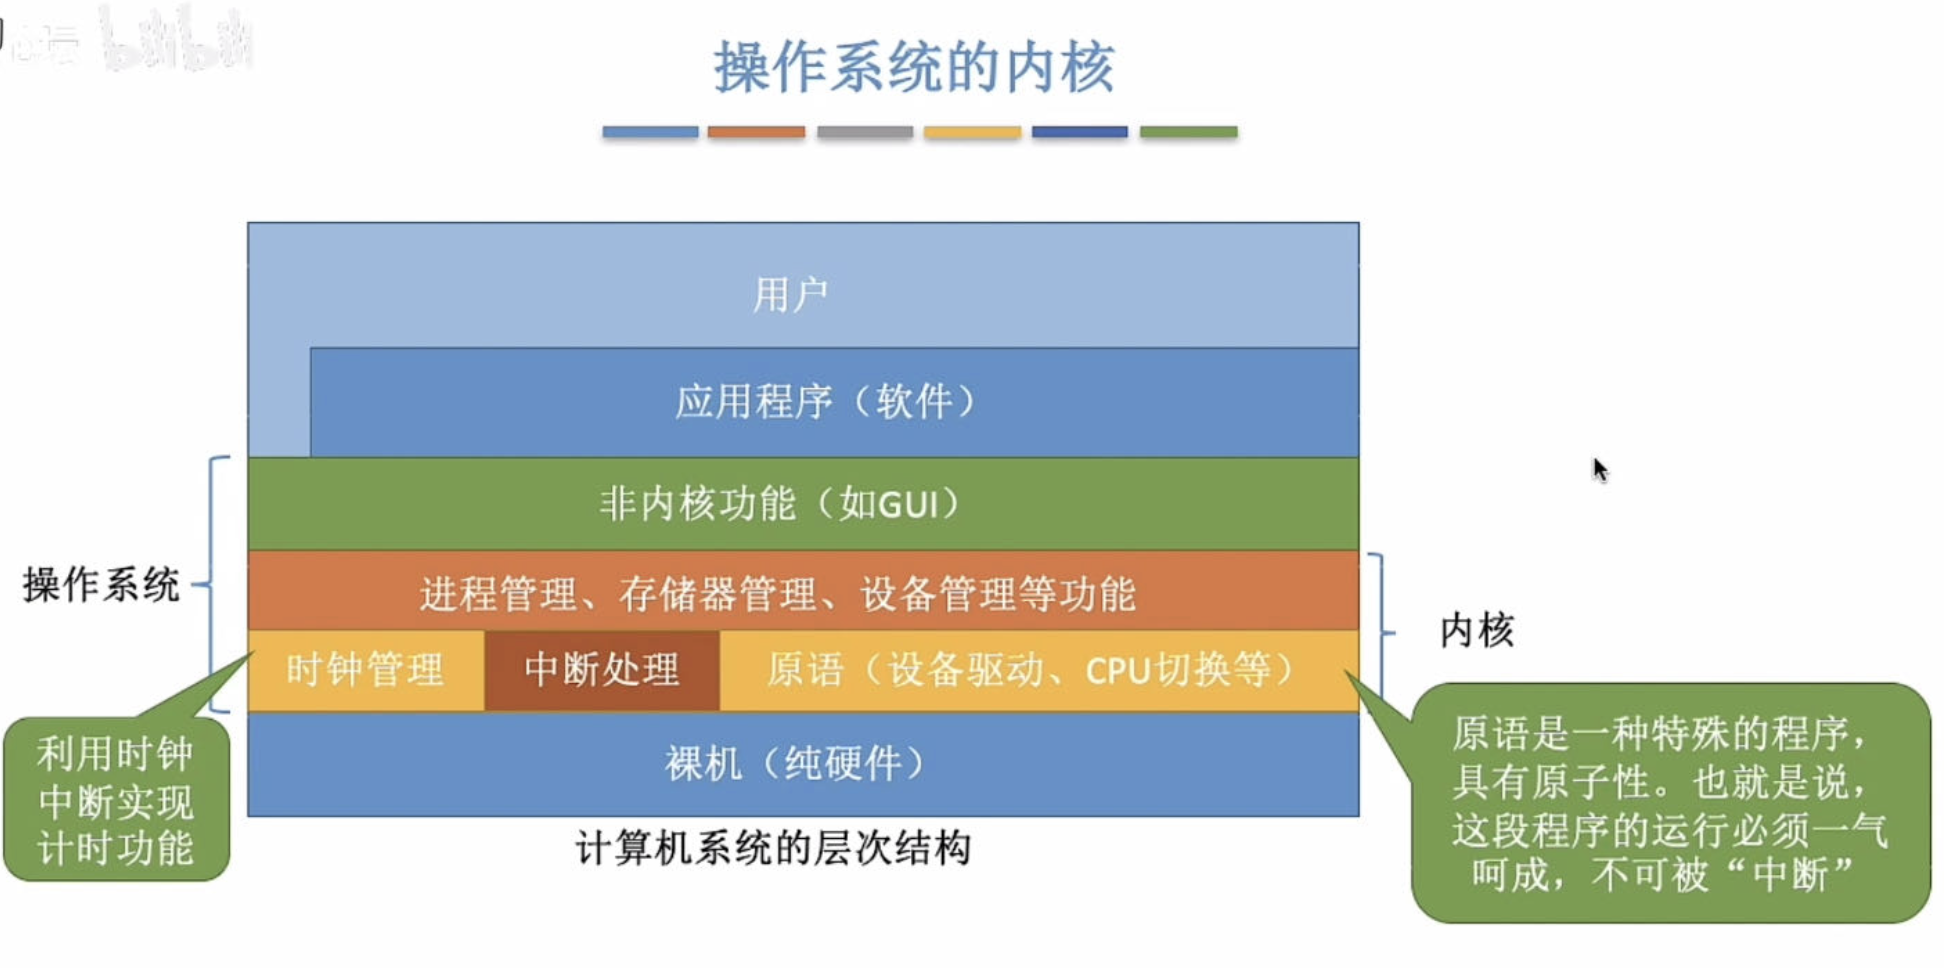 操作系统的内核
用户
应用程序（软件）
非内核功能（如GUI）
操作系统
进程管理、存储器管理、设备管理等功能
内核
时钟管理
中断处理
原语（设备驱动、CPU切换等）
利用时钟
中断实现
计时功能
裸机（纯硬件）
原语是一种特殊的程序，
具有原子性。也就是说，
这段程序的运行必须一气
呵成，不可被“中断”
计算机系统的层次结构
bilibili